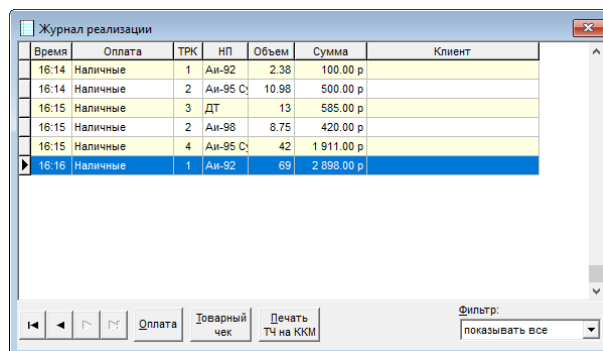 Журнал реализации
Время Оплата ТРК НП Объем Сумма Клиент
16:14 Наличные 1 Аи-92 2.38 100.00 р
16:14 Наличные 2 Аи-95 Су 10.98 500.00 р
16:15 Наличные 3 ДТ 13 585.00 р
16:15 Наличные 2 Аи-98 8.75 420.00 р
16:15 Наличные 4 Аи-95 Су 42 1 911.00 р
16:16 Наличные 1 Аи-92 69 2 898.00 р
Оплата
Товарный
чек
Печать
ТЧ на ККМ
Фильтр:
показывать все